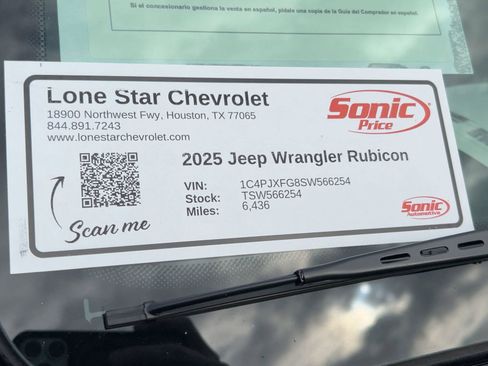 Si el concesionario gestiona la venta en español, pídale una copia de la Guía del Comprador en español.
Lone Star Chevrolet
18900 Northwest Fwy, Houston, TX 77065
844.891.7243
www.lonestarchevrolet.com
Sonic
Price
2025 Jeep Wrangler Rubicon
VIN: 1C4PJXFG8SW566254
Stock: TSW566254
Miles: 6,436
Scan me
Sonic
Automotive